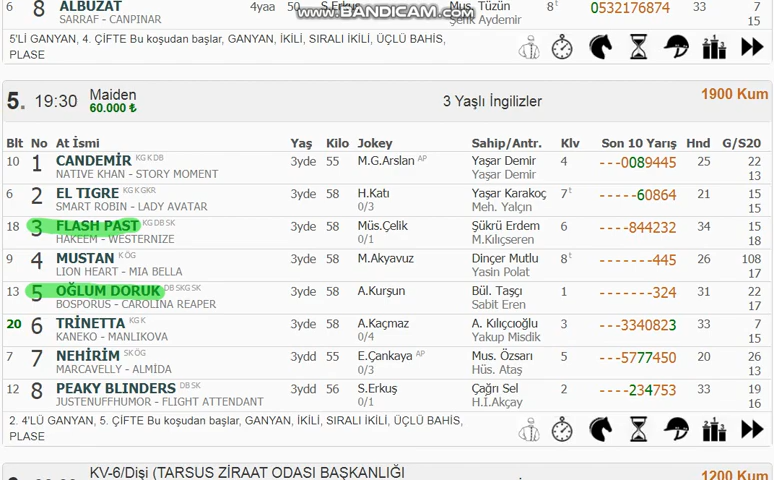 www.BANDICAM.com
6 8 ALBUZAT 4yaa 50 S.Erkuş Muş. Tüzün 8 t 0532176874 33 7
SARRAF - CANPINAR Şefik Aydemir 15
5'Lİ GANYAN, 4. ÇİFTE Bu koşudan başlar, GANYAN, İKİLİ, SIRALI İKİLİ, ÜÇLÜ BAHİS,
PLASE
5. 19:30 Maiden 3 Yaşlı İngilizler 1900 Kum
60.000 ₺
Blt No At İsmi Yaş Kilo Jokey Sahip/Antr. Klv Son 10 Yarış Hnd G/S20
10 1 CANDEMİR KG K DB 3yde 55 M.G.Arslan AP Yaşar Demir 4 ---0089445 25 22
NATIVE KHAN - STORY MOMENT Yaşar Demir 13
6 2 EL TIGRE KG K GKR 3yde 58 H.Katı Yaşar Karakoç 7 t -----60864 21 15
SMART ROBIN - LADY AVATAR 0/3 Meh. Yalçın 15
18 3 FLASH PAST KG DB SK 3yde 58 Müs.Çelik Şükrü Erdem 6 ----844232 34 15
HAKEEM - WESTERNIZE 0/1 M.Kılıçseren 18
9 4 MUSTAN K ÖG 3yde 58 M.Akyavuz Dinçer Mutlu 8 t -------445 26 108
LION HEART - MIA BELLA Yasin Polat 17
13 5 OĞLUM DORUK DB SKG SK 3yde 58 A.Kurşun Bül. Taşçı 1 -------324 31 22
BOSPORUS - CAROLINA REAPER Sabit Eren 17
20 6 TRİNETTA KG K 3yde 58 A.Kaçmaz A. Kılıçcıoğlu 3 ---3340823 33 7
KANEKO - MANLIKOVA 0/4 Yakup Misdik 15
7 7 NEHİRİM SK ÖG 3yde 55 E.Çankaya AP Mus. Özsarı 5 ---5777450 20 26
MARCAVELLY - ALMİDA 0/3 Hüs. Ataş 13
12 8 PEAKY BLINDERS DB SK 3ydd 56 S.Erkuş Çağrı Sel 2 ----234753 33 19
JUSTENUFFHUMOR - FLIGHT ATTENDANT 0/1 H.İ.Akçay 16
2. 4'LÜ GANYAN, 5. ÇİFTE Bu koşudan başlar, GANYAN, İKİLİ, SIRALI İKİLİ, ÜÇLÜ BAHİS,
PLASE
KV-6/Dişi (TARSUS ZİRAAT ODASI BAŞKANLIĞI
1200 Kum